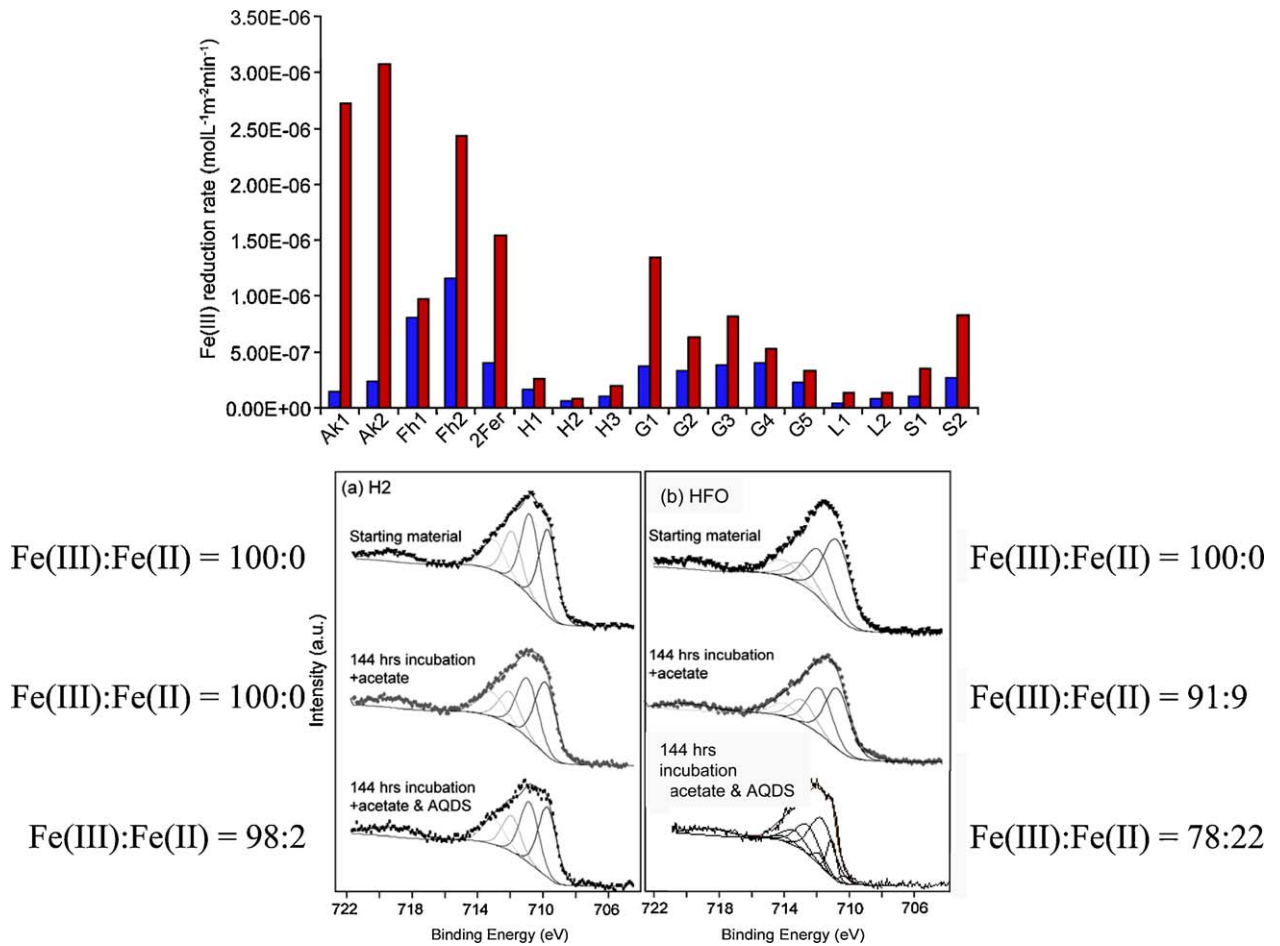 Fe(III) reduction rate (molL⁻¹m⁻²min⁻¹)
3.50E-06
3.00E-06
2.50E-06
2.00E-06
1.50E-06
1.00E-06
5.00E-07
0.00E+00
Ak1 Ak2 Fh1 Fh2 2Fer H1 H2 H3 G1 G2 G3 G4 G5 L1 L2 S1 S2
(a) H2
Starting material
Fe(III):Fe(II) = 100:0
144 hrs incubation
+acetate
Fe(III):Fe(II) = 100:0
144 hrs incubation
+acetate & AQDS
Fe(III):Fe(II) = 98:2
Intensity (a.u.)
722 718 714 710 706
Binding Energy (eV)
(b) HFO
Starting material
Fe(III):Fe(II) = 100:0
144 hrs incubation
+acetate
Fe(III):Fe(II) = 91:9
144 hrs
incubation
acetate & AQDS
Fe(III):Fe(II) = 78:22
722 718 714 710 706
Binding Energy (eV)